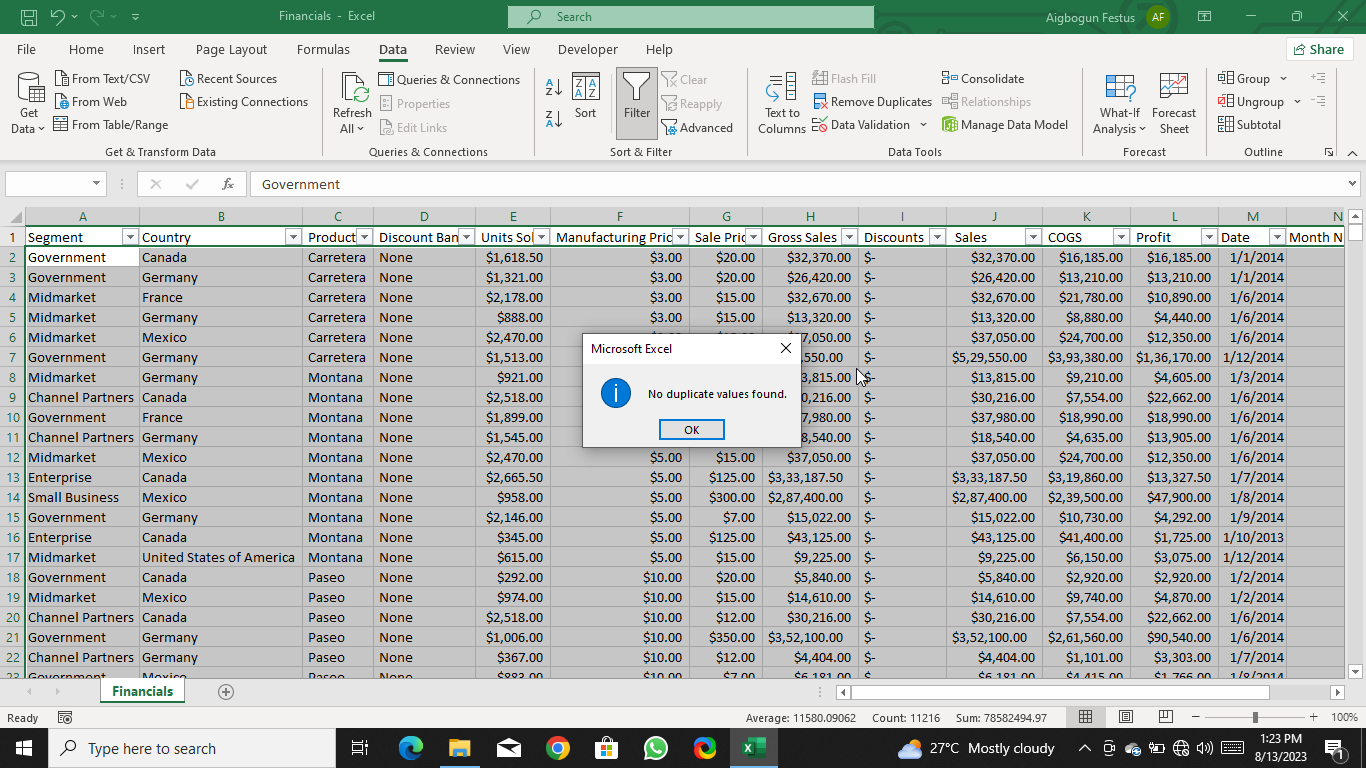 Financials - Excel
Search
Aigbogun Festus
AF
File Home Insert Page Layout Formulas Data Review View Developer Help
Share
Get Data
From Text/CSV
From Web
From Table/Range
Recent Sources
Existing Connections
Get & Transform Data
Refresh All
Queries & Connections
Properties
Edit Links
Queries & Connections
Sort
Filter
Clear
Reapply
Advanced
Sort & Filter
Text to Columns
Flash Fill
Remove Duplicates
Data Validation
Consolidate
Relationships
Manage Data Model
Data Tools
What-If Analysis
Forecast Sheet
Forecast
Group
Ungroup
Subtotal
Outline
fx Government
A B C D E F G H I J K L M N
1 Segment Country Product Discount Ban Units Sol Manufacturing Pric Sale Pric Gross Sales Discounts Sales COGS Profit Date Month N
2 Government Canada Carretera None $1,618.50 $3.00 $20.00 $32,370.00 $- $32,370.00 $16,185.00 $16,185.00 1/1/2014
3 Government Germany Carretera None $1,321.00 $3.00 $20.00 $26,420.00 $- $26,420.00 $13,210.00 $13,210.00 1/1/2014
4 Midmarket France Carretera None $2,178.00 $3.00 $15.00 $32,670.00 $- $32,670.00 $21,780.00 $10,890.00 1/6/2014
5 Midmarket Germany Carretera None $888.00 $3.00 $15.00 $13,320.00 $- $13,320.00 $8,880.00 $4,440.00 1/6/2014
6 Midmarket Mexico Carretera None $2,470.00 7,050.00 $- $37,050.00 $24,700.00 $12,350.00 1/6/2014
7 Government Germany Carretera None $1,513.00 ,550.00 $- $5,29,550.00 $3,93,380.00 $1,36,170.00 1/12/2014
8 Midmarket Germany Montana None $921.00 3,815.00 $- $13,815.00 $9,210.00 $4,605.00 1/3/2014
9 Channel Partners Canada Montana None $2,518.00 0,216.00 $- $30,216.00 $7,554.00 $22,662.00 1/6/2014
10 Government France Montana None $1,899.00 7,980.00 $- $37,980.00 $18,990.00 $18,990.00 1/6/2014
11 Channel Partners Germany Montana None $1,545.00 8,540.00 $- $18,540.00 $4,635.00 $13,905.00 1/6/2014
12 Midmarket Mexico Montana None $2,470.00 $5.00 $15.00 $37,050.00 $- $37,050.00 $24,700.00 $12,350.00 1/6/2014
13 Enterprise Canada Montana None $2,665.50 $5.00 $125.00 $3,33,187.50 $- $3,33,187.50 $3,19,860.00 $13,327.50 1/7/2014
14 Small Business Mexico Montana None $958.00 $5.00 $300.00 $2,87,400.00 $- $2,87,400.00 $2,39,500.00 $47,900.00 1/8/2014
15 Government Germany Montana None $2,146.00 $5.00 $7.00 $15,022.00 $- $15,022.00 $10,730.00 $4,292.00 1/9/2014
16 Enterprise Canada Montana None $345.00 $5.00 $125.00 $43,125.00 $- $43,125.00 $41,400.00 $1,725.00 1/10/2013
17 Midmarket United States of America Montana None $615.00 $5.00 $15.00 $9,225.00 $- $9,225.00 $6,150.00 $3,075.00 1/12/2014
18 Government Canada Paseo None $292.00 $10.00 $20.00 $5,840.00 $- $5,840.00 $2,920.00 $2,920.00 1/2/2014
19 Midmarket Mexico Paseo None $974.00 $10.00 $15.00 $14,610.00 $- $14,610.00 $9,740.00 $4,870.00 1/2/2014
20 Channel Partners Canada Paseo None $2,518.00 $10.00 $12.00 $30,216.00 $- $30,216.00 $7,554.00 $22,662.00 1/6/2014
21 Government Germany Paseo None $1,006.00 $10.00 $350.00 $3,52,100.00 $- $3,52,100.00 $2,61,560.00 $90,540.00 1/6/2014
22 Channel Partners Germany Paseo None $367.00 $10.00 $12.00 $4,404.00 $- $4,404.00 $1,101.00 $3,303.00 1/7/2014
23 Government Mexico Paseo None $883.00 $10.00 $7.00 $6,181.00 $- $6,181.00 $4,415.00 $1,766.00 1/8/2014
Microsoft Excel
No duplicate values found.
OK
Financials
Ready
Average: 11580.09062 Count: 11216 Sum: 78582494.97
100%
Type here to search
27°C Mostly cloudy
1:23 PM
8/13/2023
1